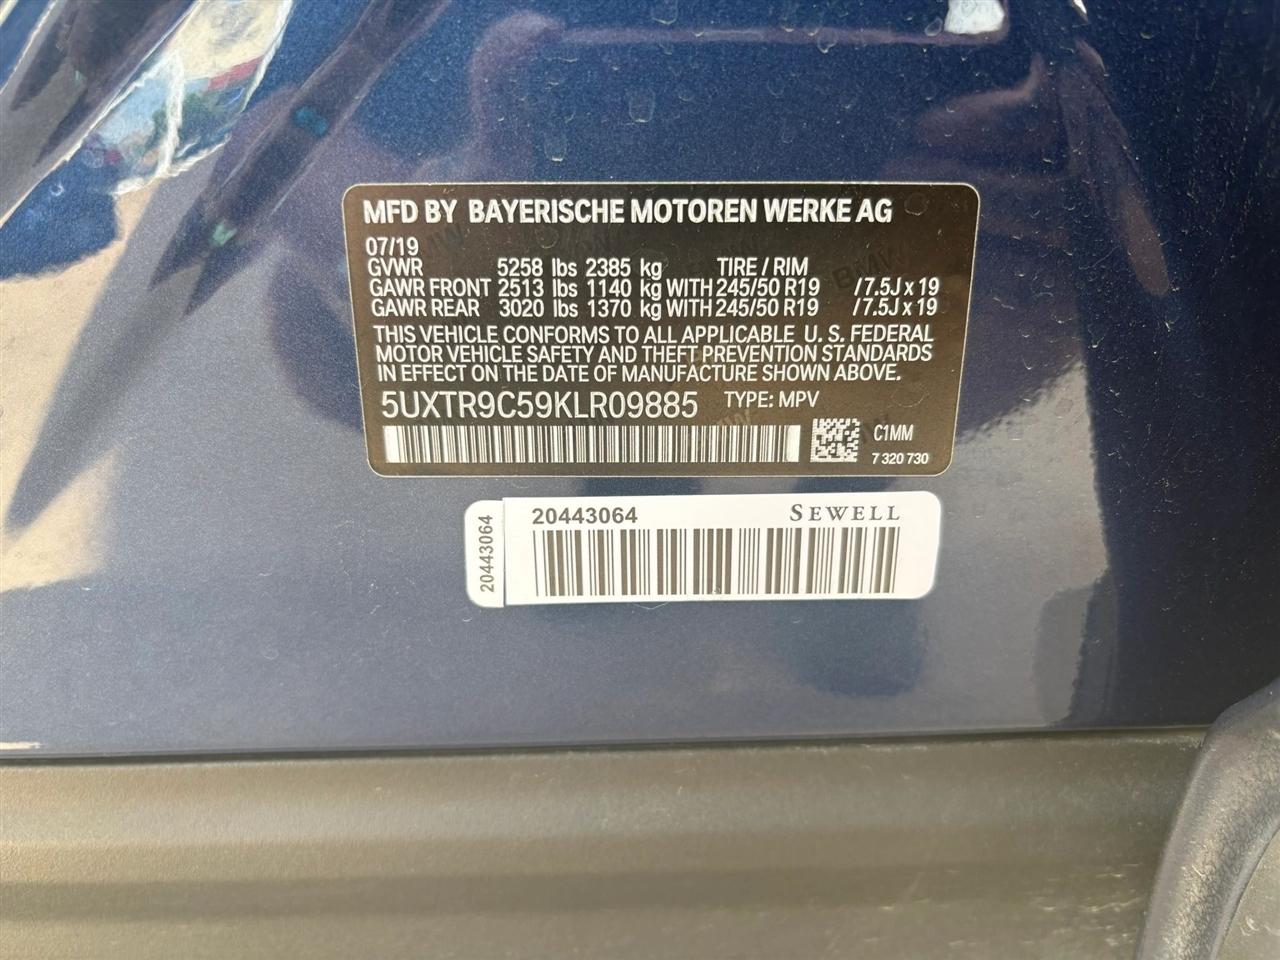 MFD BY BAYERISCHE MOTOREN WERKE AG
07/19
GVWR 5258 lbs 2385 kg TIRE / RIM
GAWR FRONT 2513 lbs 1140 kg WITH 245/50 R19 / 7.5J x 19
GAWR REAR 3020 lbs 1370 kg WITH 245/50 R19 / 7.5J x 19
THIS VEHICLE CONFORMS TO ALL APPLICABLE U. S. FEDERAL
MOTOR VEHICLE SAFETY AND THEFT PREVENTION STANDARDS
IN EFFECT ON THE DATE OF MANUFACTURE SHOWN ABOVE.
5UXTR9C59KLR09885 TYPE: MPV
C1MM
7 320 730
20443064
20443064 SEWELL